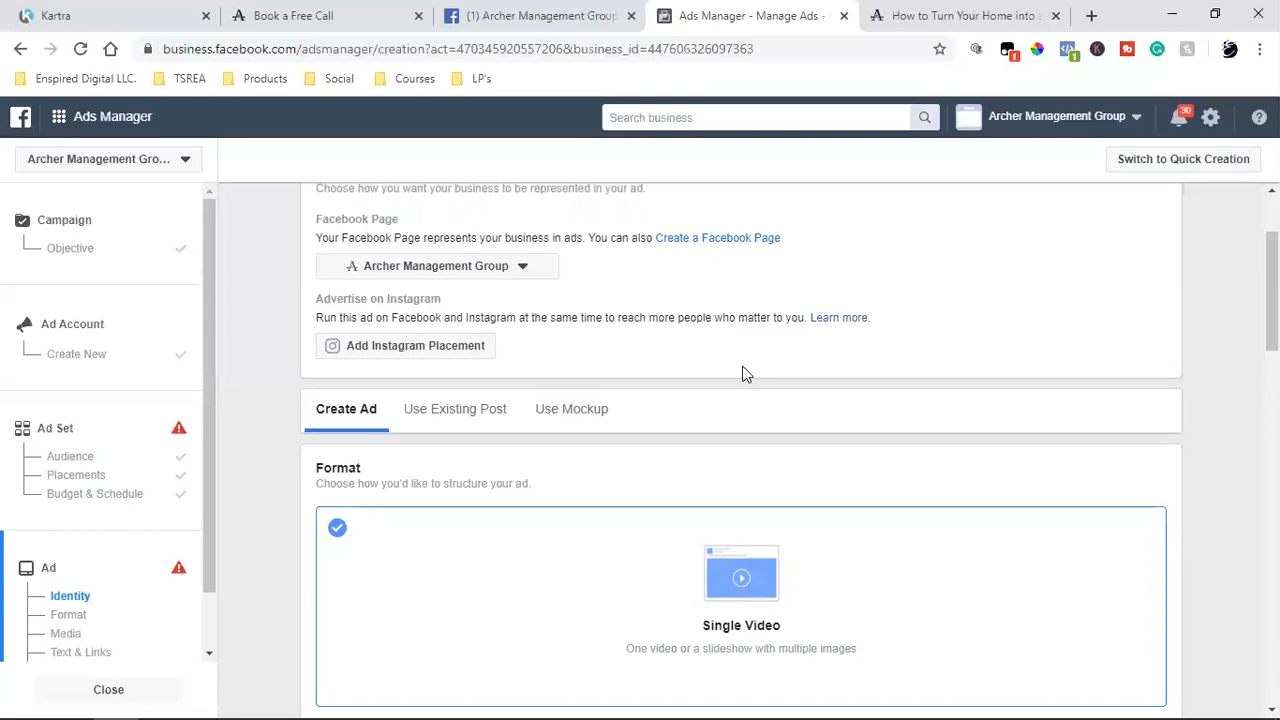 Kartra
Book a Free Call
(1) Archer Management Group
Ads Manager - Manage Ads -
How to Turn Your Home into a
business.facebook.com/adsmanager/creation?act=470345920557206&business_id=447606326097363
1
1
Enspired Digital LLC.
TSREA
Products
Social
Courses
LP's
Ads Manager
Search business
Archer Management Group
30
Archer Management Gro...
Switch to Quick Creation
Campaign
Objective
Ad Account
Create New
Ad Set
Audience
Placements
Budget & Schedule
Ad
Identity
Format
Media
Text & Links
Close
Choose how you want your business to be represented in your ad.
Facebook Page
Your Facebook Page represents your business in ads. You can also Create a Facebook Page
Archer Management Group
Advertise on Instagram
Run this ad on Facebook and Instagram at the same time to reach more people who matter to you. Learn more.
Add Instagram Placement
Create Ad
Use Existing Post
Use Mockup
Format
Choose how you'd like to structure your ad.
Single Video
One video or a slideshow with multiple images